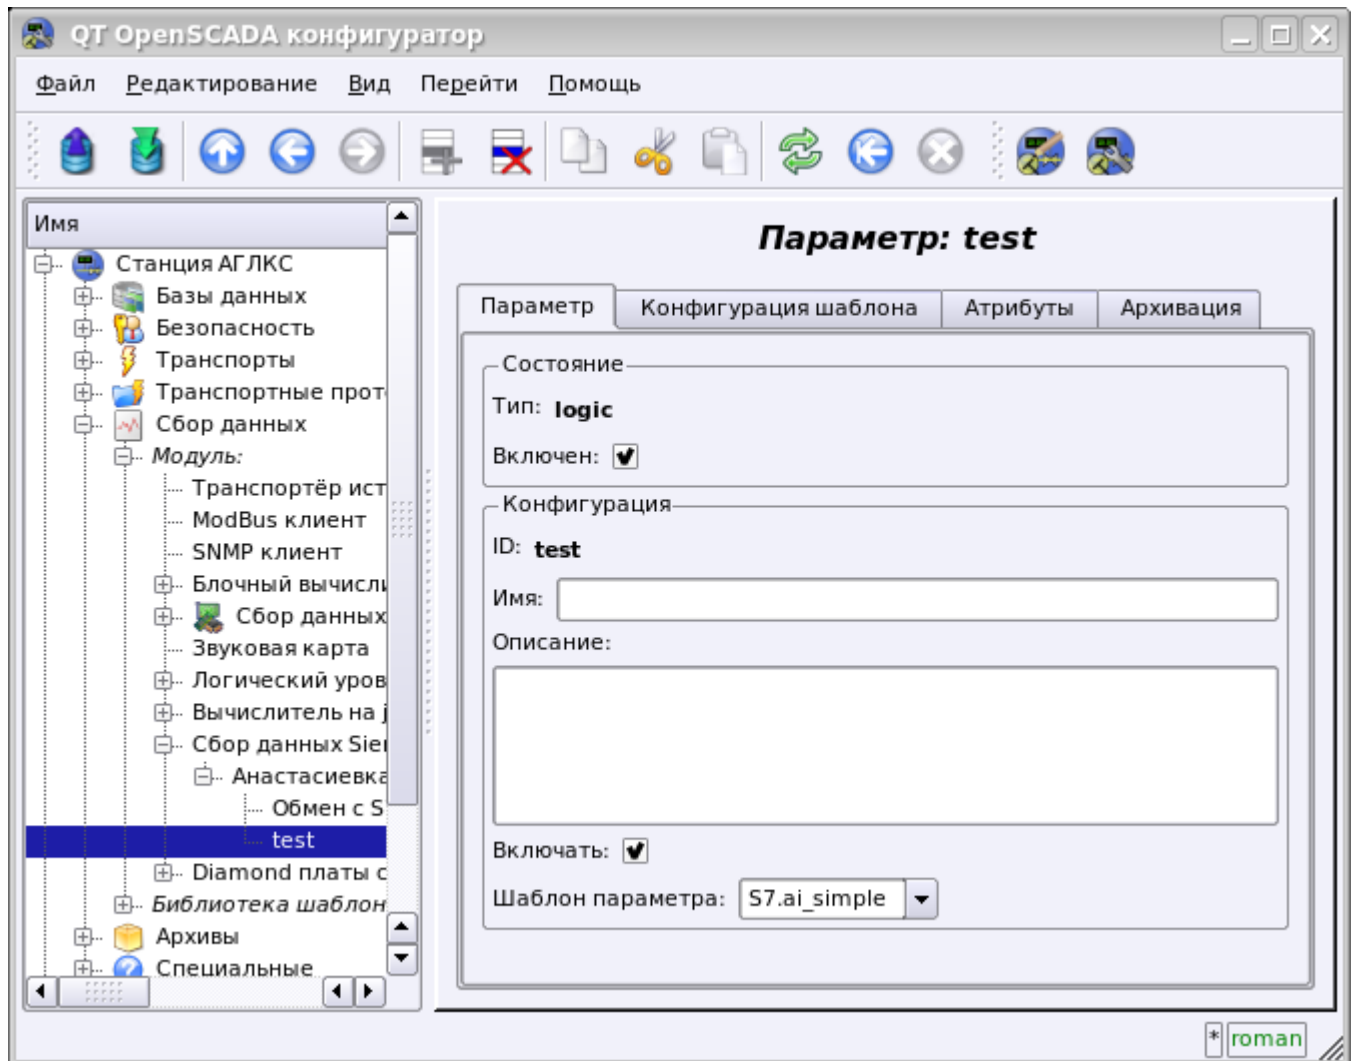 QT OpenSCADA конфигуратор
Файл Редактирование Вид Перейти Помощь
Имя
Станция АГЛКС
Базы данных
Безопасность
Транспорты
Транспортные прот
Сбор данных
Модуль:
Транспортёр ист
ModBus клиент
SNMP клиент
Блочный вычисли
Сбор данных
Звуковая карта
Логический уров
Вычислитель на j
Сбор данных Sie
Анастасиевка
Обмен с S
test
Diamond платы с
Библиотека шаблон
Архивы
Специальные
Параметр: test
Параметр Конфигурация шаблона Атрибуты Архивация
Состояние
Тип: logic
Включен:
Конфигурация
ID: test
Имя:
Описание:
Включать:
Шаблон параметра: S7.ai_simple
* roman